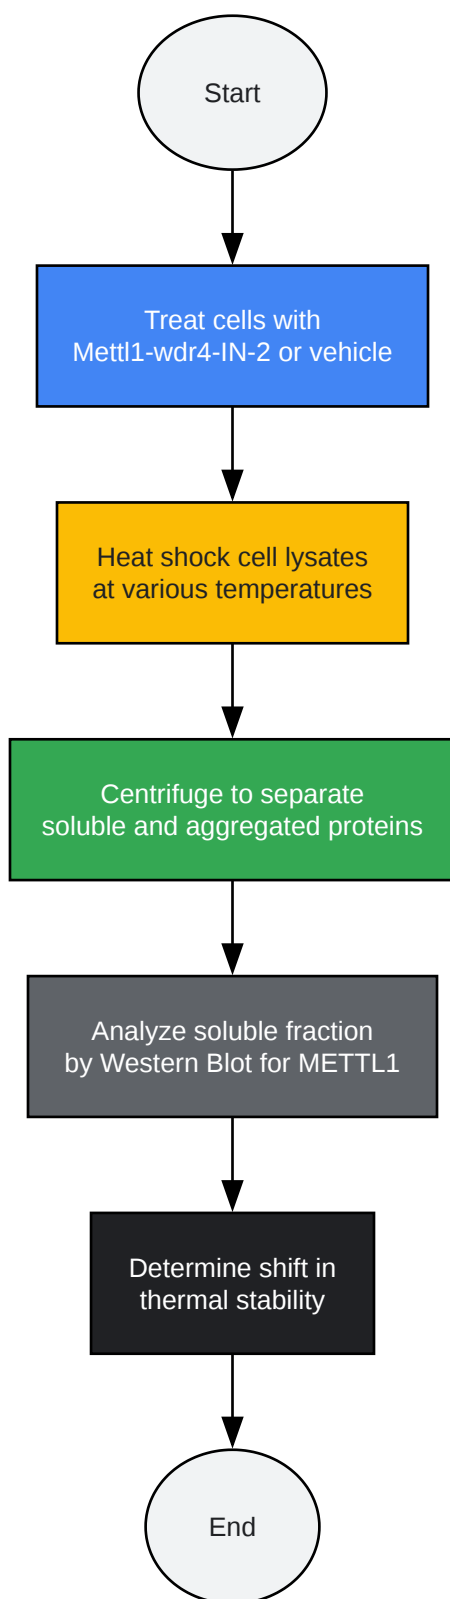 Start
Treat cells with
Mettl1-wdr4-IN-2 or vehicle
Heat shock cell lysates
at various temperatures
Centrifuge to separate
soluble and aggregated proteins
Analyze soluble fraction
by Western Blot for METTL1
Determine shift in
thermal stability
End